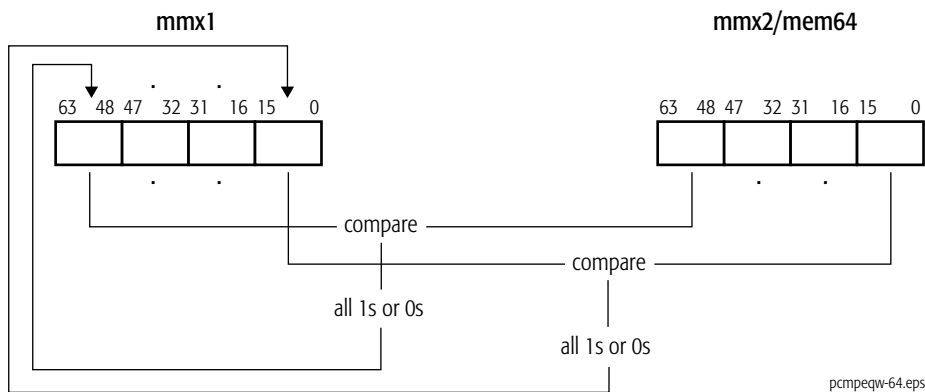 mmx1
mmx2/mem64
. .
63 48 47 32 31 16 15 0
63 48 47 32 31 16 15 0
. .
. .
compare
compare
all 1s or 0s
all 1s or 0s
pcmpeqw-64.eps